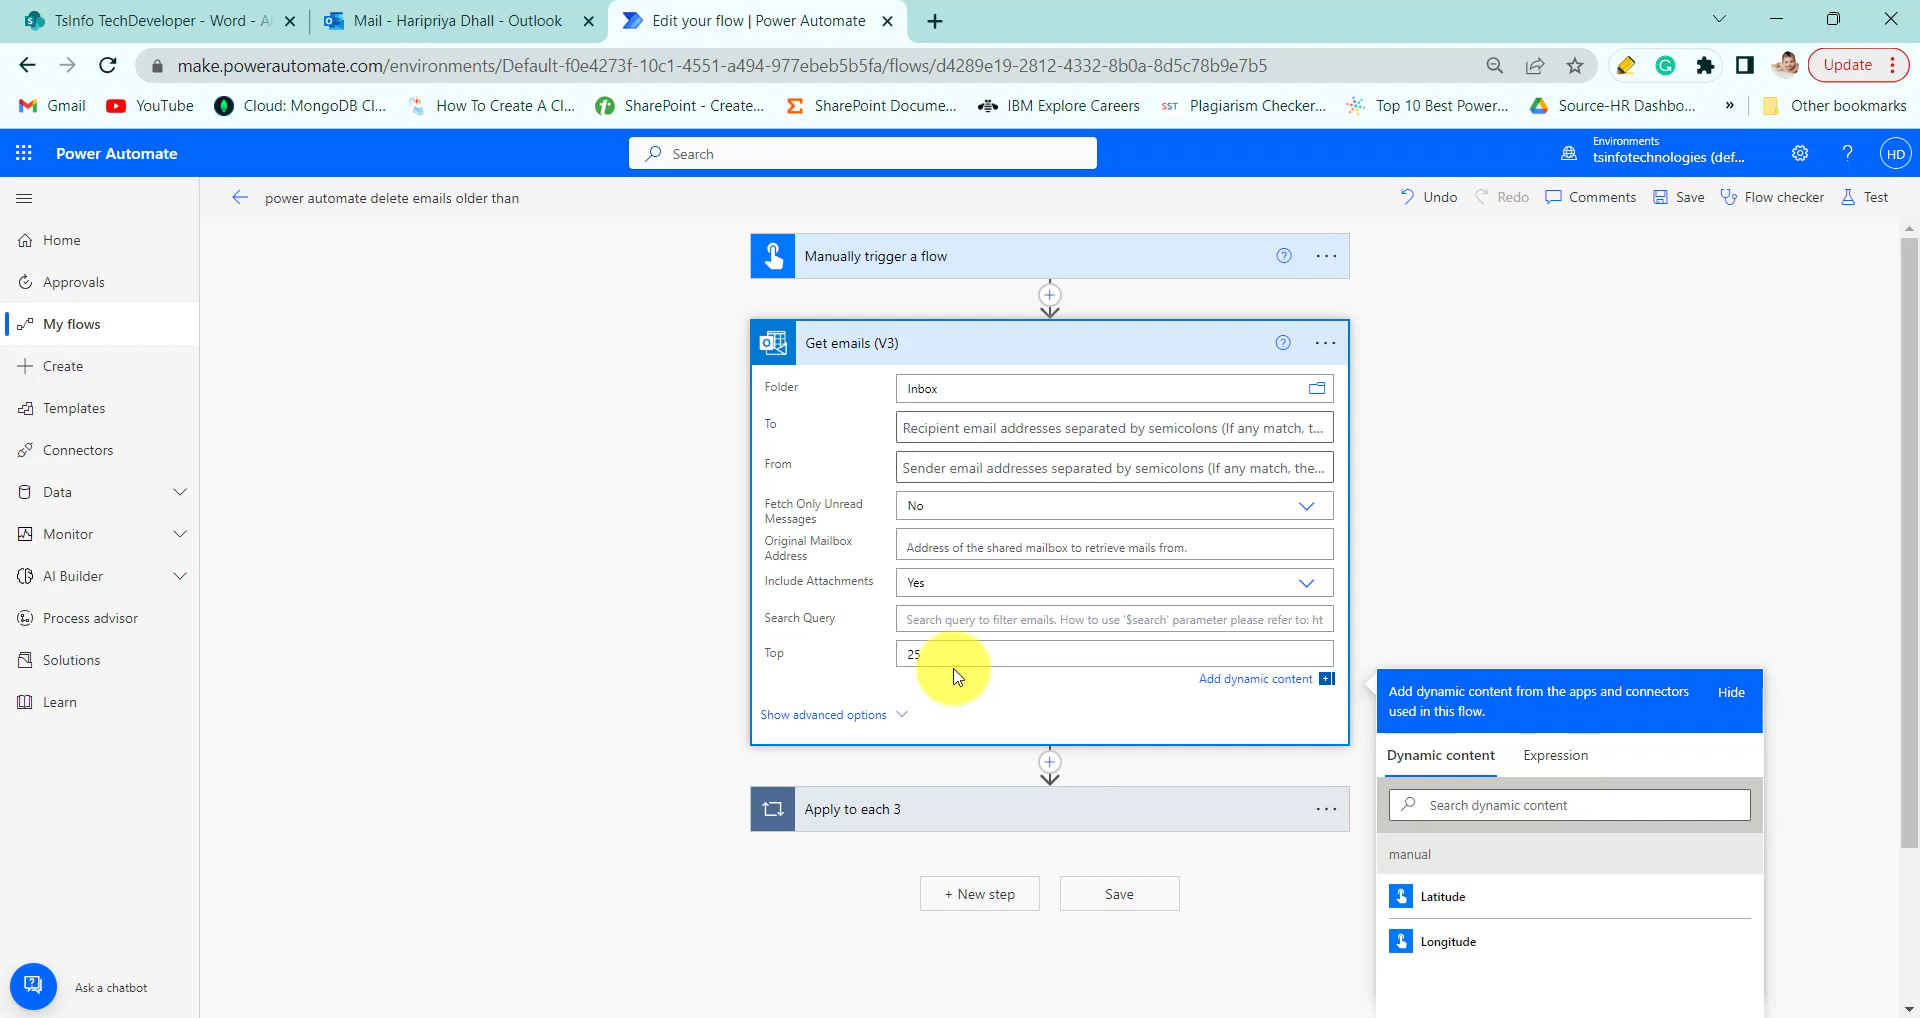 TsInfo TechDeveloper - Word - A
Mail - Haripriya Dhall - Outlook
Edit your flow | Power Automate
make.powerautomate.com/environments/Default-f0e4273f-10c1-4551-a494-977ebeb5b5fa/flows/d4289e19-2812-4332-8b0a-8d5c78b9e7b5
Update
Gmail
YouTube
Cloud: MongoDB Cl...
How To Create A Cl...
SharePoint - Create...
SharePoint Docume...
IBM Explore Careers
SST
Plagiarism Checker...
Top 10 Best Power...
Source-HR Dashbo...
»
Other bookmarks
Power Automate
Search
Environments
tsinfotechnologies (def...
?
HD
power automate delete emails older than
Undo
Redo
Comments
Save
Flow checker
Test
Home
Approvals
My flows
Create
Templates
Connectors
Data
Monitor
AI Builder
Process advisor
Solutions
Learn
Ask a chatbot
Manually trigger a flow
Get emails (V3)
Folder
Inbox
To
Recipient email addresses separated by semicolons (If any match, t...
From
Sender email addresses separated by semicolons (If any match, the...
Fetch Only Unread
Messages
No
Original Mailbox
Address
Address of the shared mailbox to retrieve mails from.
Include Attachments
Yes
Search Query
Search query to filter emails. How to use '$search' parameter please refer to: ht
Top
25
Add dynamic content
Show advanced options
Apply to each 3
+ New step
Save
Add dynamic content from the apps and connectors
used in this flow.
Hide
Dynamic content
Expression
Search dynamic content
manual
Latitude
Longitude